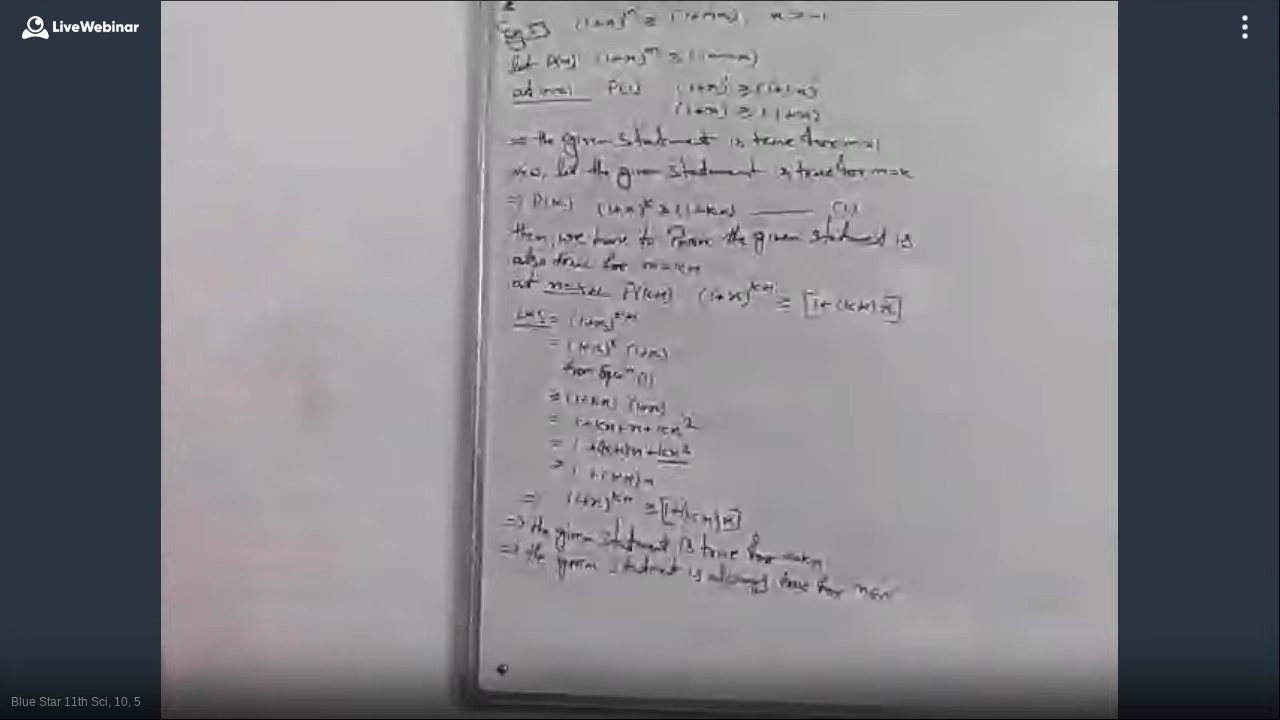 LiveWebinar
Eg-5 (1+x)^n ≥ (1+nx), x > -1
let P(n) (1+x)^n ≥ (1+nx)
at n=1 P(1) (1+x)^1 ≥ (1+1x)
(1+x) ≥ (1+x)
⇒ the given statement is true for n=1
now, let the given statement is true for n=k
⇒ P(k) (1+x)^k ≥ (1+kx) —— (1)
then, we have to Prove the given statement is
also true for n=k+1
at n=k+1 P(k+1) (1+x)^{k+1} ≥ [1+(k+1)x]
LHS = (1+x)^{k+1}
= (1+x)^k (1+x)
from Equ^n (1)
≥ (1+kx) (1+x)
= 1+kx+x+kx^2
= 1+(k+1)x+kx^2
≥ 1+(k+1)x
⇒ (1+x)^{k+1} ≥ [1+(k+1)x]
⇒ the given statement is true for n=k+1
⇒ the given statement is always true for n∈N
Blue Star 11th Sci, 10, 5